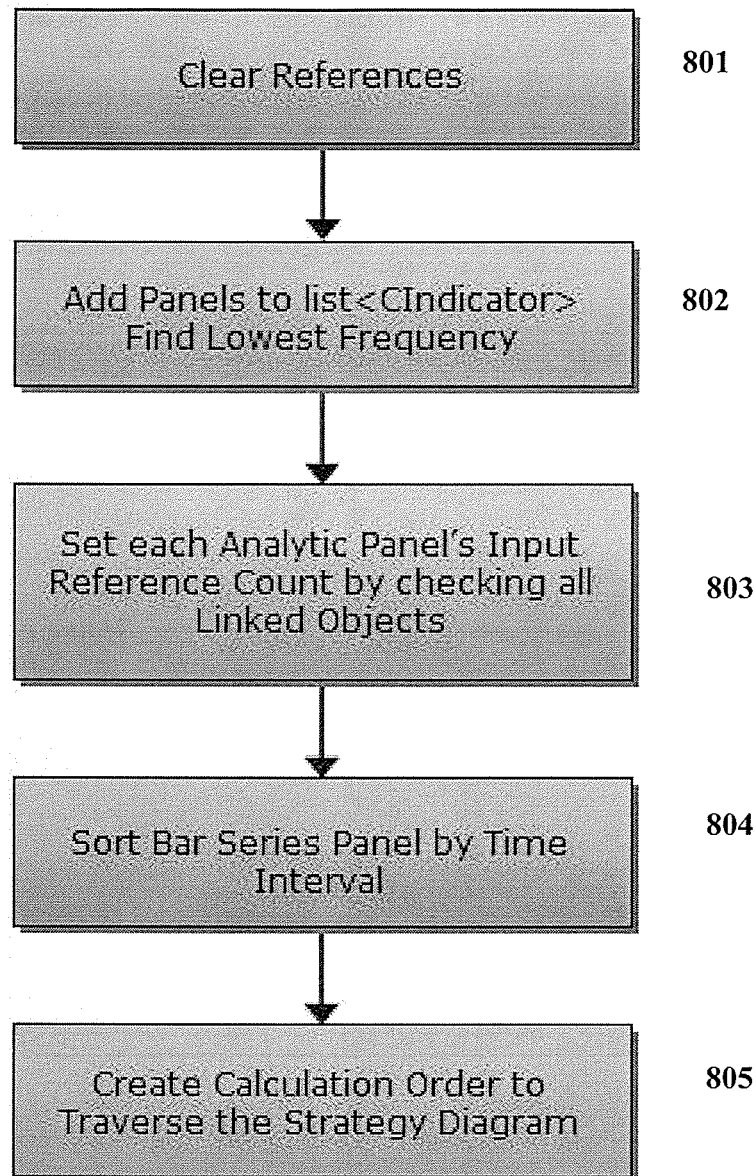 Clear References
801
Add Panels to list<CIndicator>
Find Lowest Frequency
802
Set each Analytic Panel's Input
Reference Count by checking all
Linked Objects
803
Sort Bar Series Panel by Time
Interval
804
Create Calculation Order to
Traverse the Strategy Diagram
805